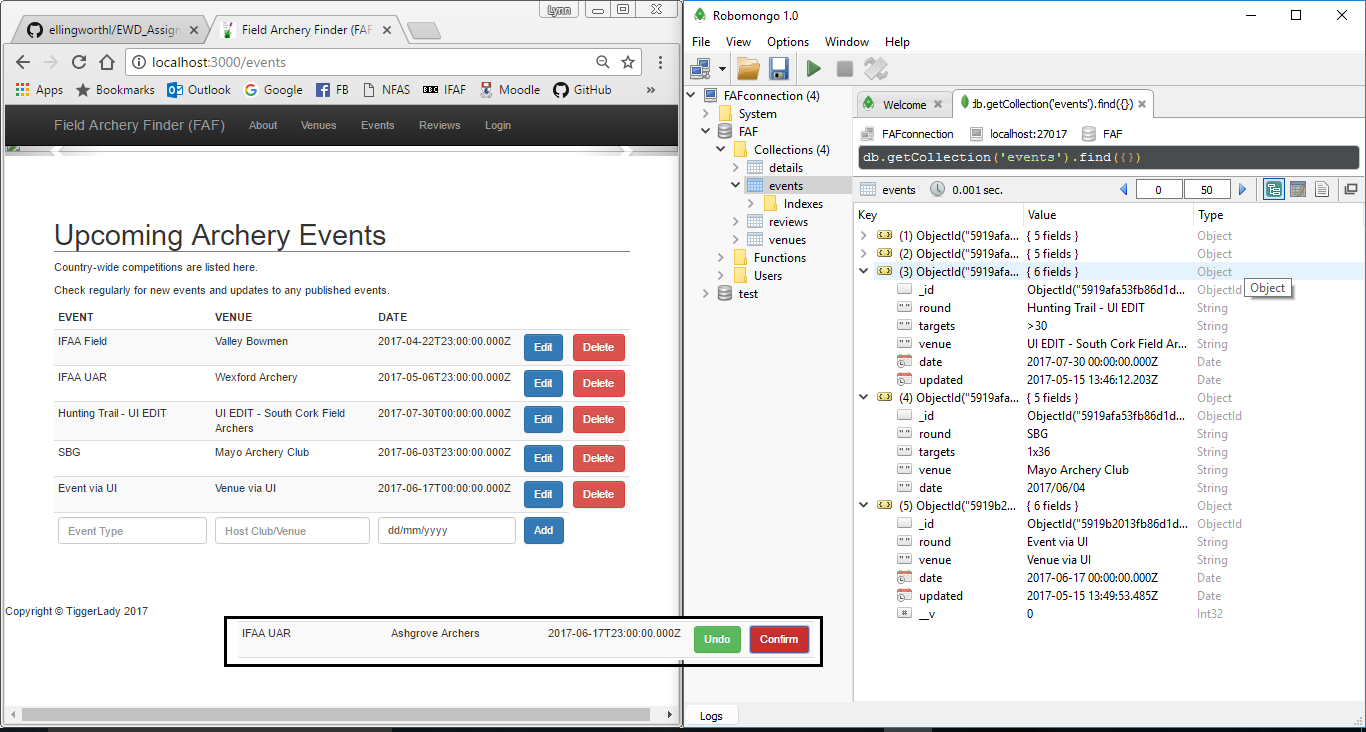 Lynn
ellingworthl/EWD_Assign
Field Archery Finder (FAF
localhost:3000/events
Apps Bookmarks Outlook Google FB NFAS IFAF Moodle GitHub »
Field Archery Finder (FAF) About Venues Events Reviews Login
Upcoming Archery Events
Country-wide competitions are listed here.
Check regularly for new events and updates to any published events.
EVENT VENUE DATE
IFAA Field Valley Bowmen 2017-04-22T23:00:00.000Z Edit Delete
IFAA UAR Wexford Archery 2017-05-06T23:00:00.000Z Edit Delete
Hunting Trail - UI EDIT UI EDIT - South Cork Field Archers 2017-07-30T00:00:00.000Z Edit Delete
SBG Mayo Archery Club 2017-06-03T23:00:00.000Z Edit Delete
Event via UI Venue via UI 2017-06-17T00:00:00.000Z Edit Delete
Event Type Host Club/Venue dd/mm/yyyy Add
Copyright © TiggerLady 2017
IFAA UAR Ashgrove Archers 2017-06-17T23:00:00.000Z Undo Confirm
Robomongo 1.0
File View Options Window Help
FAFconnection (4)
System
FAF
Collections (4)
details
events
Indexes
reviews
venues
Functions
Users
test
Welcome db.getCollection('events').find({})
FAFconnection localhost:27017 FAF
db.getCollection('events').find({})
events 0.001 sec. 0 50
Key Value Type
(1) ObjectId("5919afa... { 5 fields } Object
(2) ObjectId("5919afa... { 5 fields } Object
(3) ObjectId("5919afa... { 6 fields } Object
_id ObjectId("5919afa53fb86d1d... ObjectId
Object
round Hunting Trail - UI EDIT String
targets >30 String
venue UI EDIT - South Cork Field Ar... String
date 2017-07-30 00:00:00.000Z Date
updated 2017-05-15 13:46:12.203Z Date
(4) ObjectId("5919afa... { 5 fields } Object
_id ObjectId("5919afa53fb86d1d... ObjectId
round SBG String
targets 1x36 String
venue Mayo Archery Club String
date 2017/06/04 String
(5) ObjectId("5919b2... { 6 fields } Object
_id ObjectId("5919b2013fb86d1d... ObjectId
round Event via UI String
venue Venue via UI String
date 2017-06-17 00:00:00.000Z Date
updated 2017-05-15 13:49:53.485Z Date
__v 0 Int32
Logs